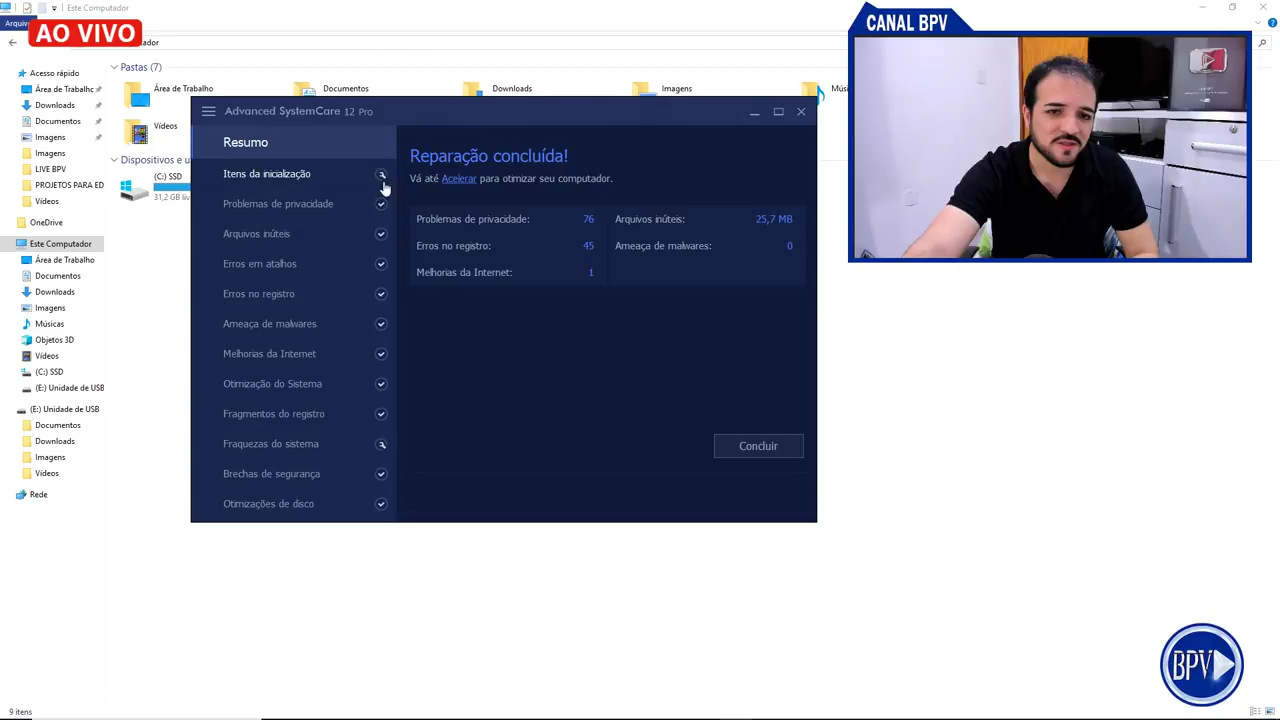 Este Computador
Arquivo
AO VIVO
Acesso rápido
Área de Trabalho
Downloads
Documentos
Imagens
Imagens
LIVE BPV
PROJETOS PARA ED
Vídeos
OneDrive
Este Computador
Área de Trabalho
Documentos
Downloads
Imagens
Músicas
Objetos 3D
Vídeos
(C:) SSD
(E:) Unidade de USB
(E:) Unidade de USB
Documentos
Downloads
Imagens
Vídeos
Rede
9 itens
Pastas (7)
Área de Trabalho
Documentos
Downloads
Imagens
Vídeos
Dispositivos e u
(C:) SSD
31,2 GB liv
Advanced SystemCare 12 Pro
Resumo
Itens da inicialização
Problemas de privacidade
Arquivos inúteis
Erros em atalhos
Erros no registro
Ameaça de malwares
Melhorias da Internet
Otimização do Sistema
Fragmentos do registro
Fraquezas do sistema
Brechas de segurança
Otimizações de disco
Reparação concluída!
Vá até Acelerar para otimizar seu computador.
Problemas de privacidade: 76
Arquivos inúteis: 25,7 MB
Erros no registro: 45
Ameaça de malwares: 0
Melhorias da Internet: 1
Concluir
CANAL BPV
BPV